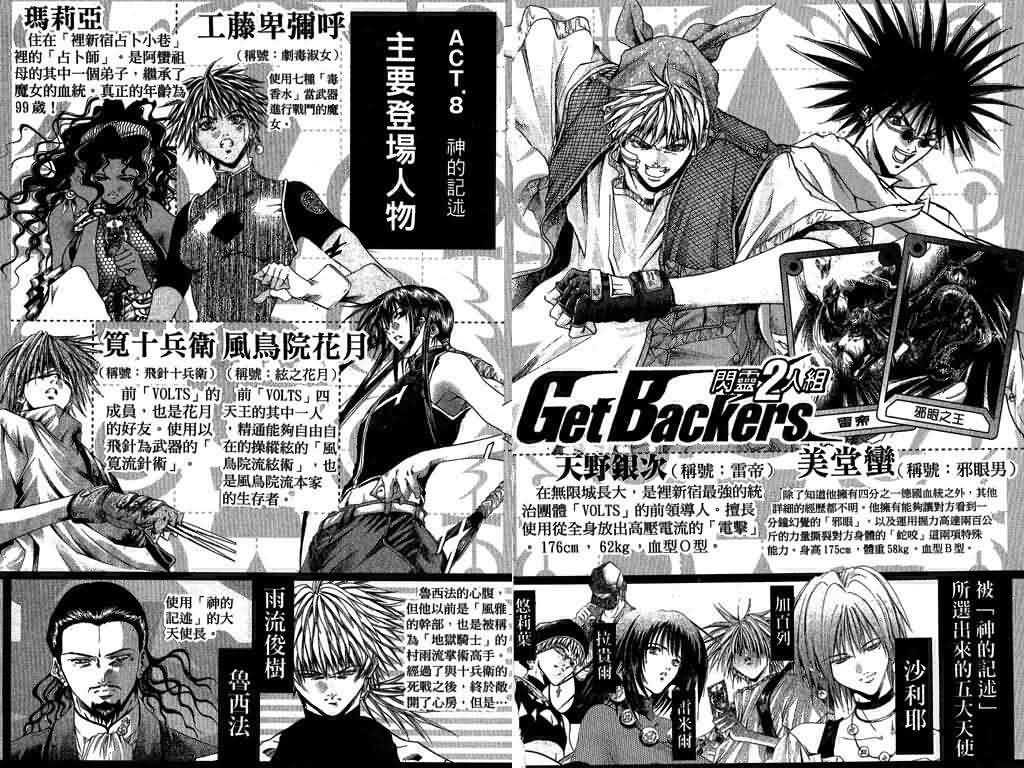 ACT.8 神的記述
主要登場人物
閃靈2人組
GetBackers
雷帝
邪眼之王
天野銀次(稱號:雷帝)
在無限城長大,是裡新宿最強的統
治團體「VOLTS」的前領導人。擅長
使用從全身放出高壓電流的「電擊」
。176cm,62kg,血型O型。
美堂蠻(稱號:邪眼男)
除了知道他擁有四分之一德國血統之外,其他
詳細的經歷都不明。他擁有能夠讓對方看到一
分鐘幻覺的「邪眼」,以及運用握力高達兩百公
斤的力量撕裂對方身體的「蛇咬」這兩項特殊
能力。身高175cm,體重58kg,血型B型。
被「神的記述」
所選出來的五大天使
沙利耶
加百列
雷米爾
拉貴爾
悠莉葉
工藤卑彌呼
(稱號:劇毒淑女)
使用七種「毒
香水」當武器
進行戰鬥的魔
女。
瑪莉亞
住在「裡新宿占卜小巷」
裡的「占卜師」。是阿蠻祖
母的其中一個弟子,繼承了
魔女的血統。真正的年齡為
99歲!
風鳥院花月
(稱號:絃之花月)
前「VOLTS」四
天王的其中一人
,精通能夠自由自
在的操縱絃的「風
鳥院流絃術」,也
是風鳥院流本家
的生存者。
筧十兵衛
(稱號:飛針十兵衛)
前「VOLTS」的
成員,也是花月
的好友。使用以
飛針為武器的「
筧流針術」。
雨流俊樹
魯西法的心腹,
但他以前是「風雅」
的幹部,也是被稱
為「地獄騎士」的
村雨流掌術高手。
經過了與十兵衛的
死戰之後,終於敞
開了心房,但是…
魯西法
使用「神的
記述」的大
天使長。